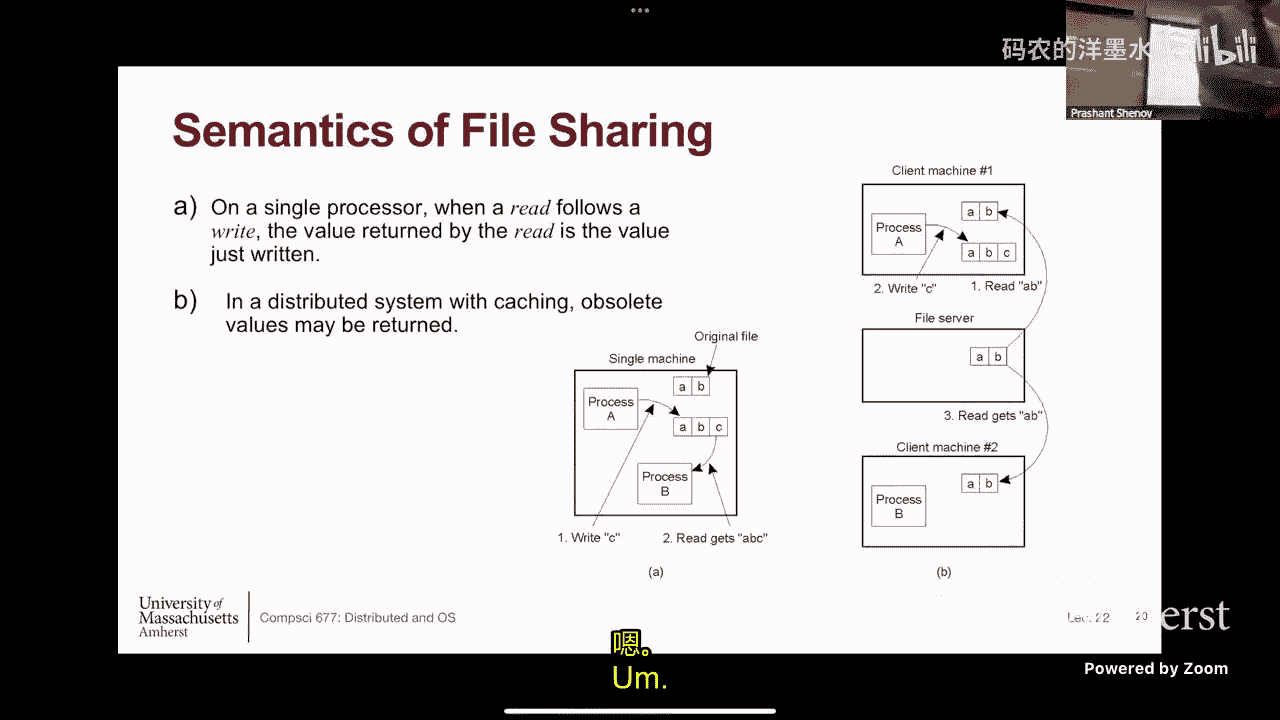 码农的洋墨水
bilibili
Prashant Shenoy
Semantics of File Sharing
a) On a single processor, when a read follows a
write, the value returned by the read is the value
just written.
b) In a distributed system with caching, obsolete
values may be returned.
Original file
Single machine
a b
Process
A
a b c
Process
B
1. Write "c"
2. Read gets "abc"
(a)
Client machine #1
a b
Process
A
a b c
2. Write "c"
1. Read "ab"
File server
a b
3. Read gets "ab"
Client machine #2
a b
Process
B
(b)
University of
Massachusetts
Amherst
Compsci 677: Distributed and OS
Lec. 22
20
erst
嗯。
Um.
Powered by Zoom